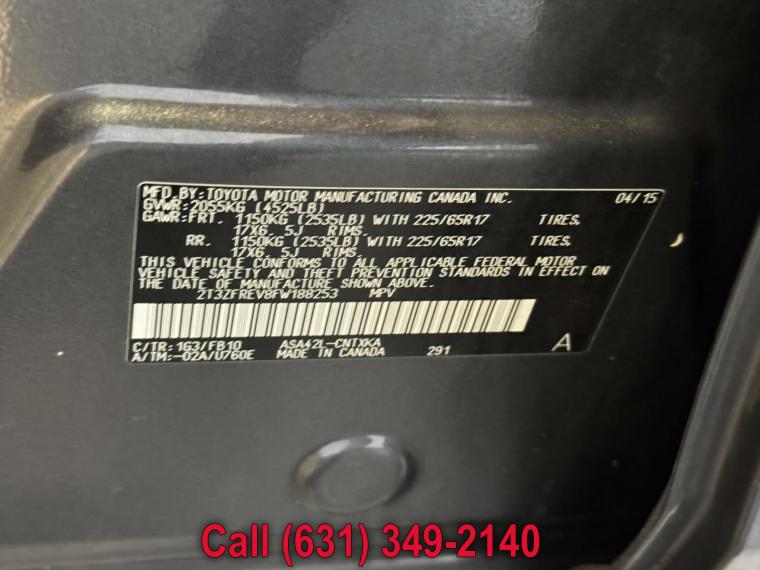 MFD.BY:TOYOTA MOTOR MANUFACTURING CANADA INC. 04/15
GVWR:2055KG (4525LB)
GAWR:FRT. 1150KG (2535LB) WITH 225/65R17 TIRES,
17X6. 5J RIMS.
RR. 1150KG (2535LB) WITH 225/65R17 TIRES,
17X6. 5J RIMS.
THIS VEHICLE CONFORMS TO ALL APPLICABLE FEDERAL MOTOR
VEHICLE SAFETY AND THEFT PREVENTION STANDARDS IN EFFECT
ON THE DATE OF MANUFACTURE SHOWN ABOVE.
2T3ZFREV8FW188253 MPV
C/TR:1G3/FB10 ASA42L-CNTXKA
A/TM:-02A/U760E MADE IN CANADA 291 A
Call (631) 349-2140